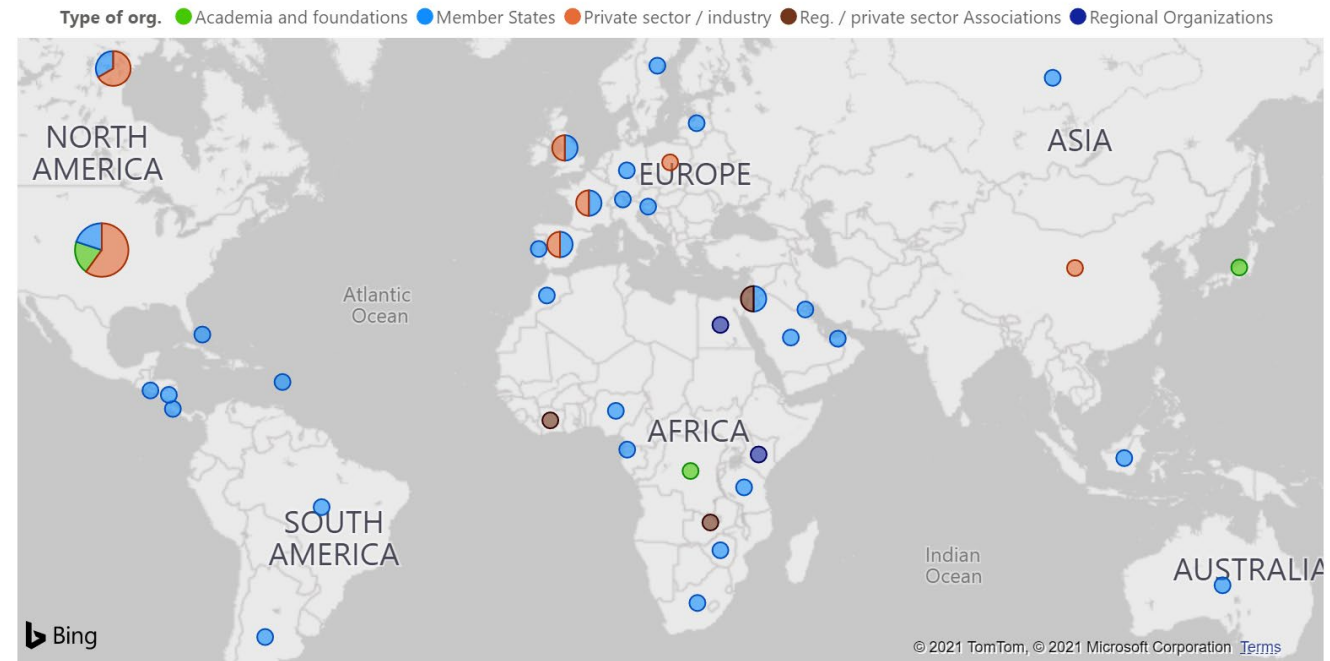 Type of org. Academia and foundations Member States Private sector / industry Reg. / private sector Associations Regional Organizations
NORTH
AMERICA
ASIA
EUROPE
Atlantic
Ocean
AFRICA
SOUTH
AMERICA
Indian
Ocean
AUSTRALIA
Bing
© 2021 TomTom, © 2021 Microsoft Corporation Terms